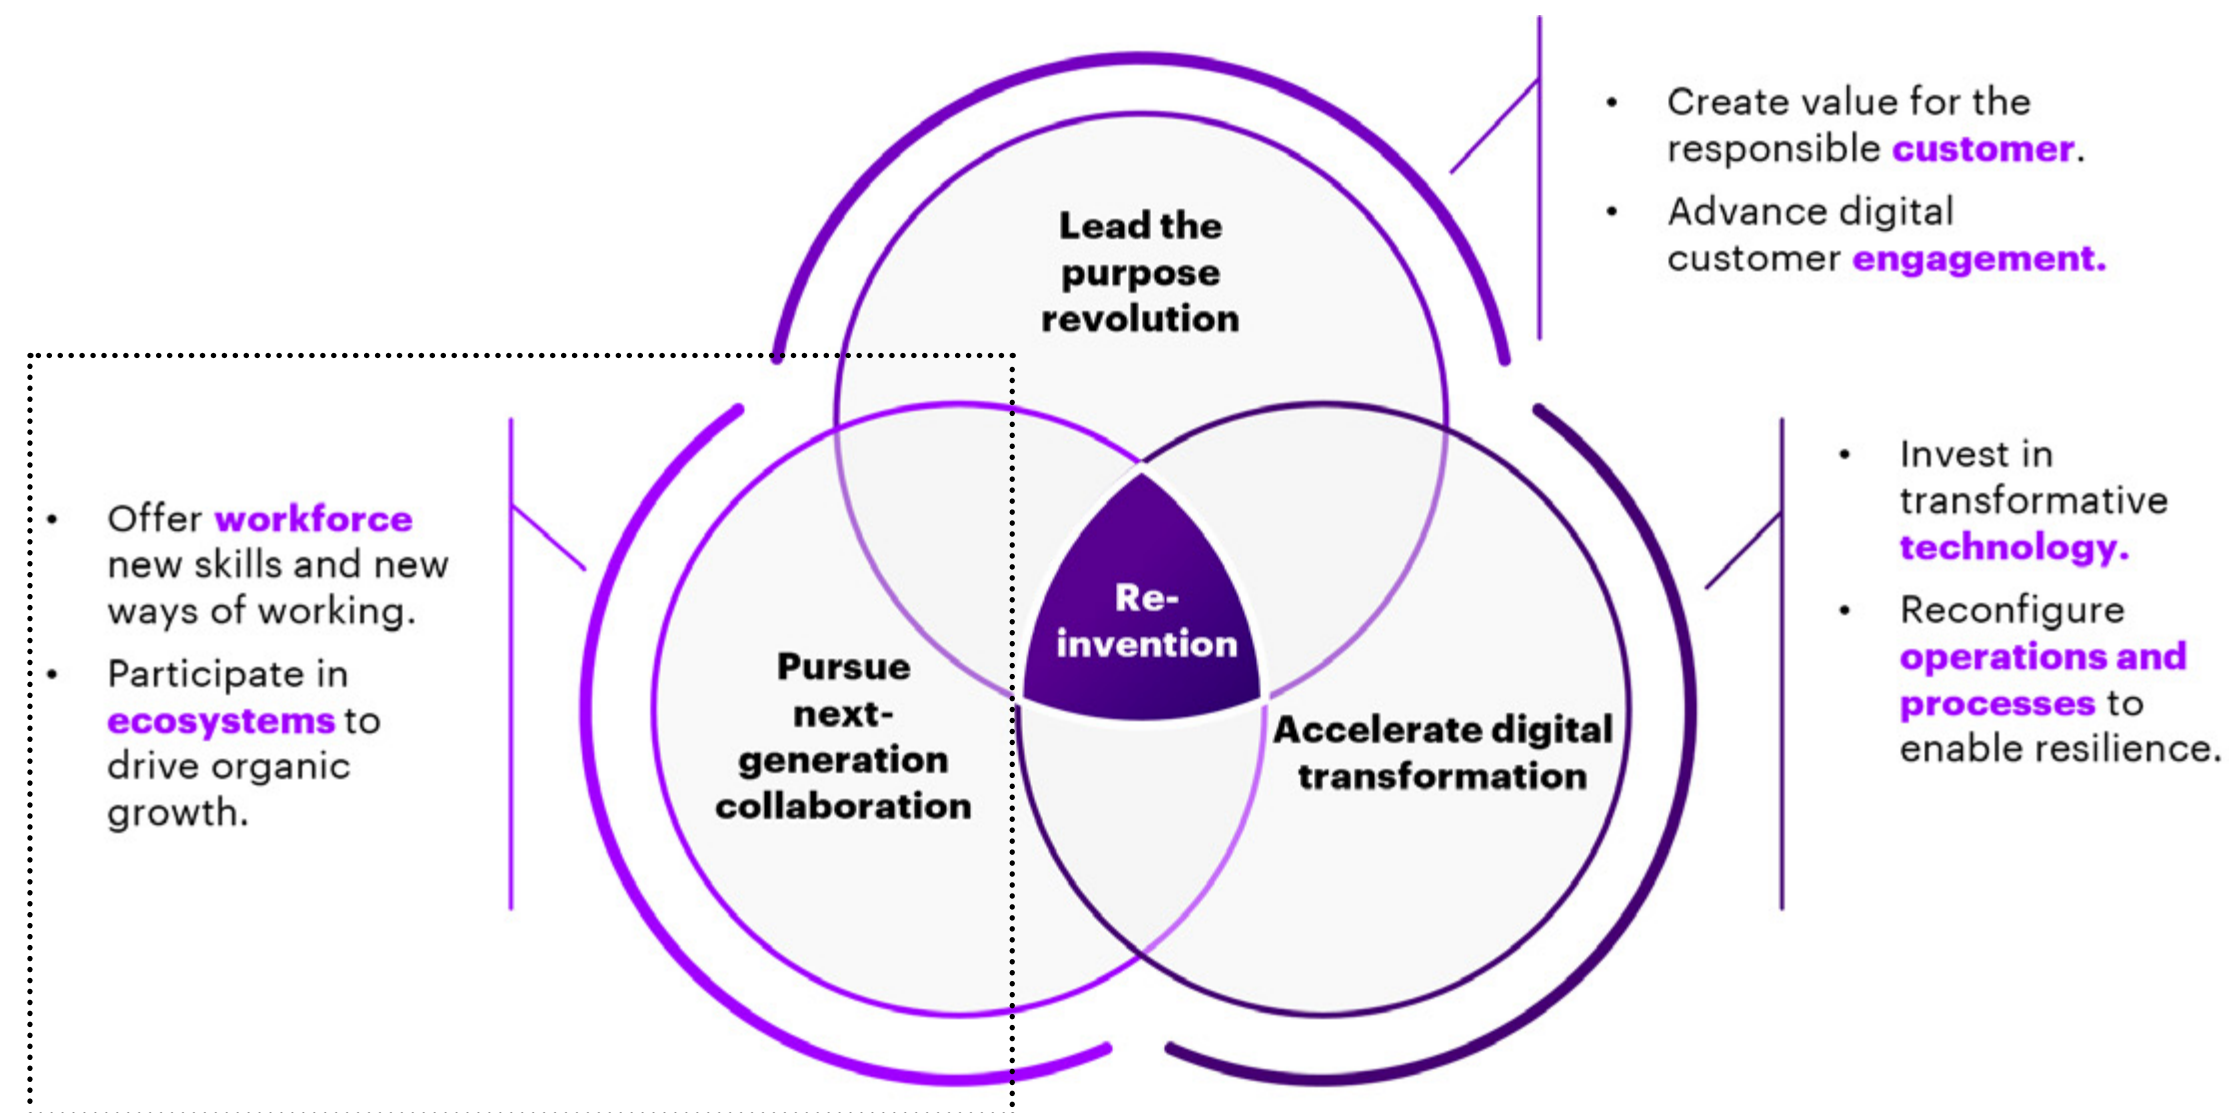 • Create value for the
responsible customer.
• Advance digital
customer engagement.
Lead the
purpose
revolution
• Offer workforce
new skills and new
ways of working.
• Participate in
ecosystems to
drive organic
growth.
Pursue
next-
generation
collaboration
Re-
invention
Accelerate digital
transformation
• Invest in
transformative
technology.
• Reconfigure
operations and
processes to
enable resilience.